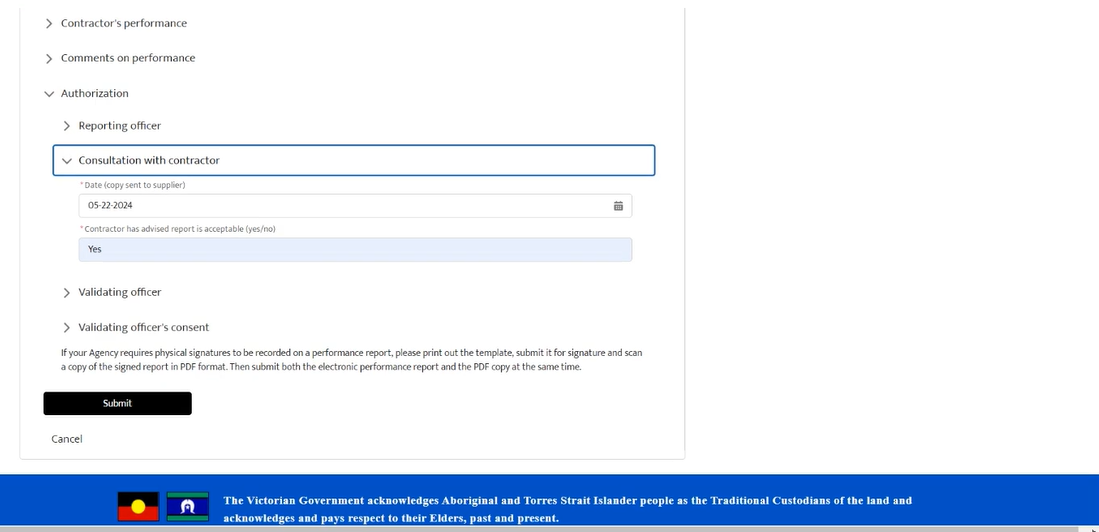 Contractor's performance
Comments on performance
Authorization
Reporting officer
Consultation with contractor
* Date (copy sent to supplier)
05-22-2024
* Contractor has advised report is acceptable (yes/no)
Yes
Validating officer
Validating officer's consent
If your Agency requires physical signatures to be recorded on a performance report, please print out the template, submit it for signature and scan
a copy of the signed report in PDF format. Then submit both the electronic performance report and the PDF copy at the same time.
Submit
Cancel
The Victorian Government acknowledges Aboriginal and Torres Strait Islander people as the Traditional Custodians of the land and
acknowledges and pays respect to their Elders, past and present.